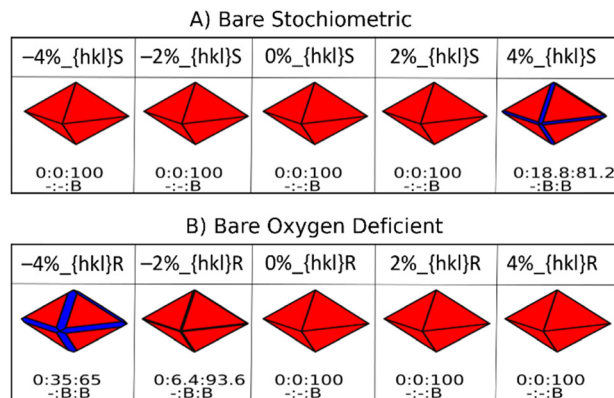 A) Bare Stochiometric
−4%_{hkl}S −2%_{hkl}S 0%_{hkl}S 2%_{hkl}S 4%_{hkl}S
0:0:100 0:0:100 0:0:100 0:0:100 0:18.8:81.2
-:-:B -:-:B -:-:B -:-:B -:B:B
B) Bare Oxygen Deficient
−4%_{hkl}R −2%_{hkl}R 0%_{hkl}R 2%_{hkl}R 4%_{hkl}R
0:35:65 0:6.4:93.6 0:0:100 0:0:100 0:0:100
-:B:B -:B:B -:-:B -:-:B -:-:B